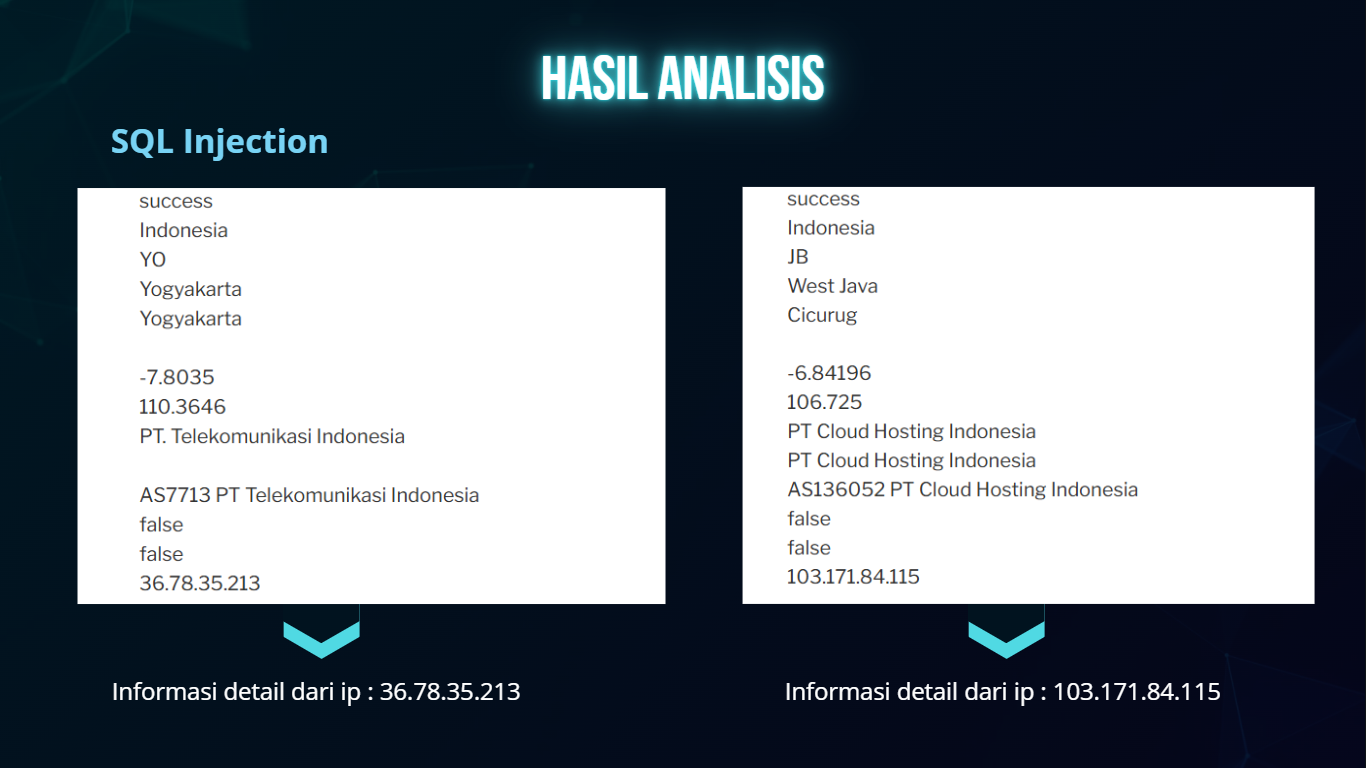 HASIL ANALISIS
SQL Injection
success
Indonesia
YO
Yogyakarta
Yogyakarta
-7.8035
110.3646
PT. Telekomunikasi Indonesia
AS7713 PT Telekomunikasi Indonesia
false
false
36.78.35.213
Informasi detail dari ip : 36.78.35.213
success
Indonesia
JB
West Java
Cicurug
-6.84196
106.725
PT Cloud Hosting Indonesia
PT Cloud Hosting Indonesia
AS136052 PT Cloud Hosting Indonesia
false
false
103.171.84.115
Informasi detail dari ip : 103.171.84.115